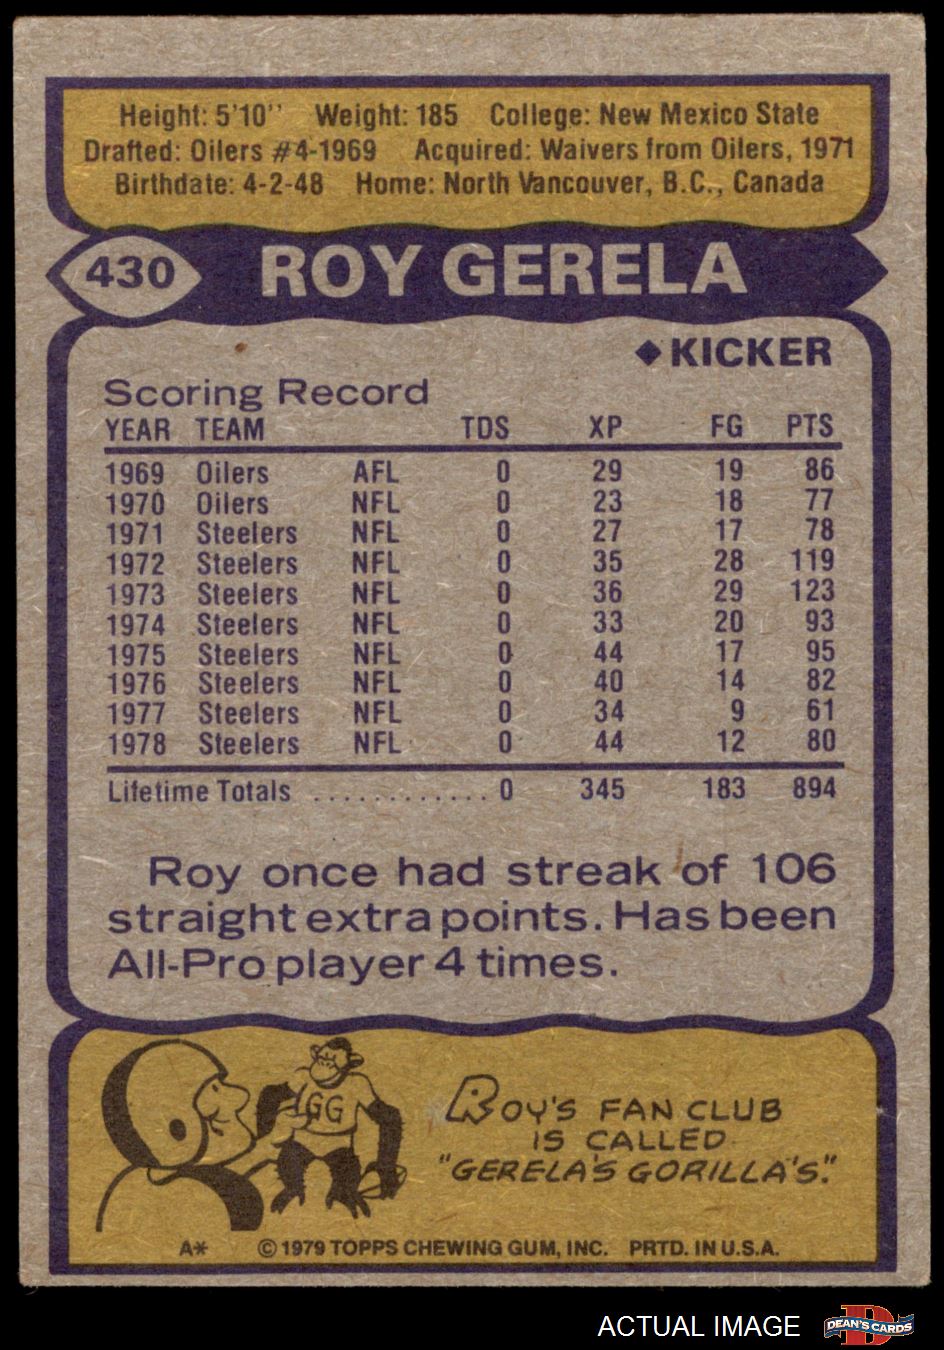 Height: 5'10'' Weight: 185 College: New Mexico State
Drafted: Oilers #4-1969 Acquired: Waivers from Oilers, 1971
Birthdate: 4-2-48 Home: North Vancouver, B.C., Canada
430 ROY GERELA
◆KICKER
Scoring Record
YEAR TEAM TDS XP FG PTS
1969 Oilers AFL 0 29 19 86
1970 Oilers NFL 0 23 18 77
1971 Steelers NFL 0 27 17 78
1972 Steelers NFL 0 35 28 119
1973 Steelers NFL 0 36 29 123
1974 Steelers NFL 0 33 20 93
1975 Steelers NFL 0 44 17 95
1976 Steelers NFL 0 40 14 82
1977 Steelers NFL 0 34 9 61
1978 Steelers NFL 0 44 12 80
Lifetime Totals ............ 0 345 183 894
Roy once had streak of 106
straight extra points. Has been
All-Pro player 4 times.
GG
ROY'S FAN CLUB
IS CALLED
"GERELA'S GORILLA'S."
A* © 1979 TOPPS CHEWING GUM, INC. PRTD. IN U.S.A.
ACTUAL IMAGE D DEAN'S CARDS